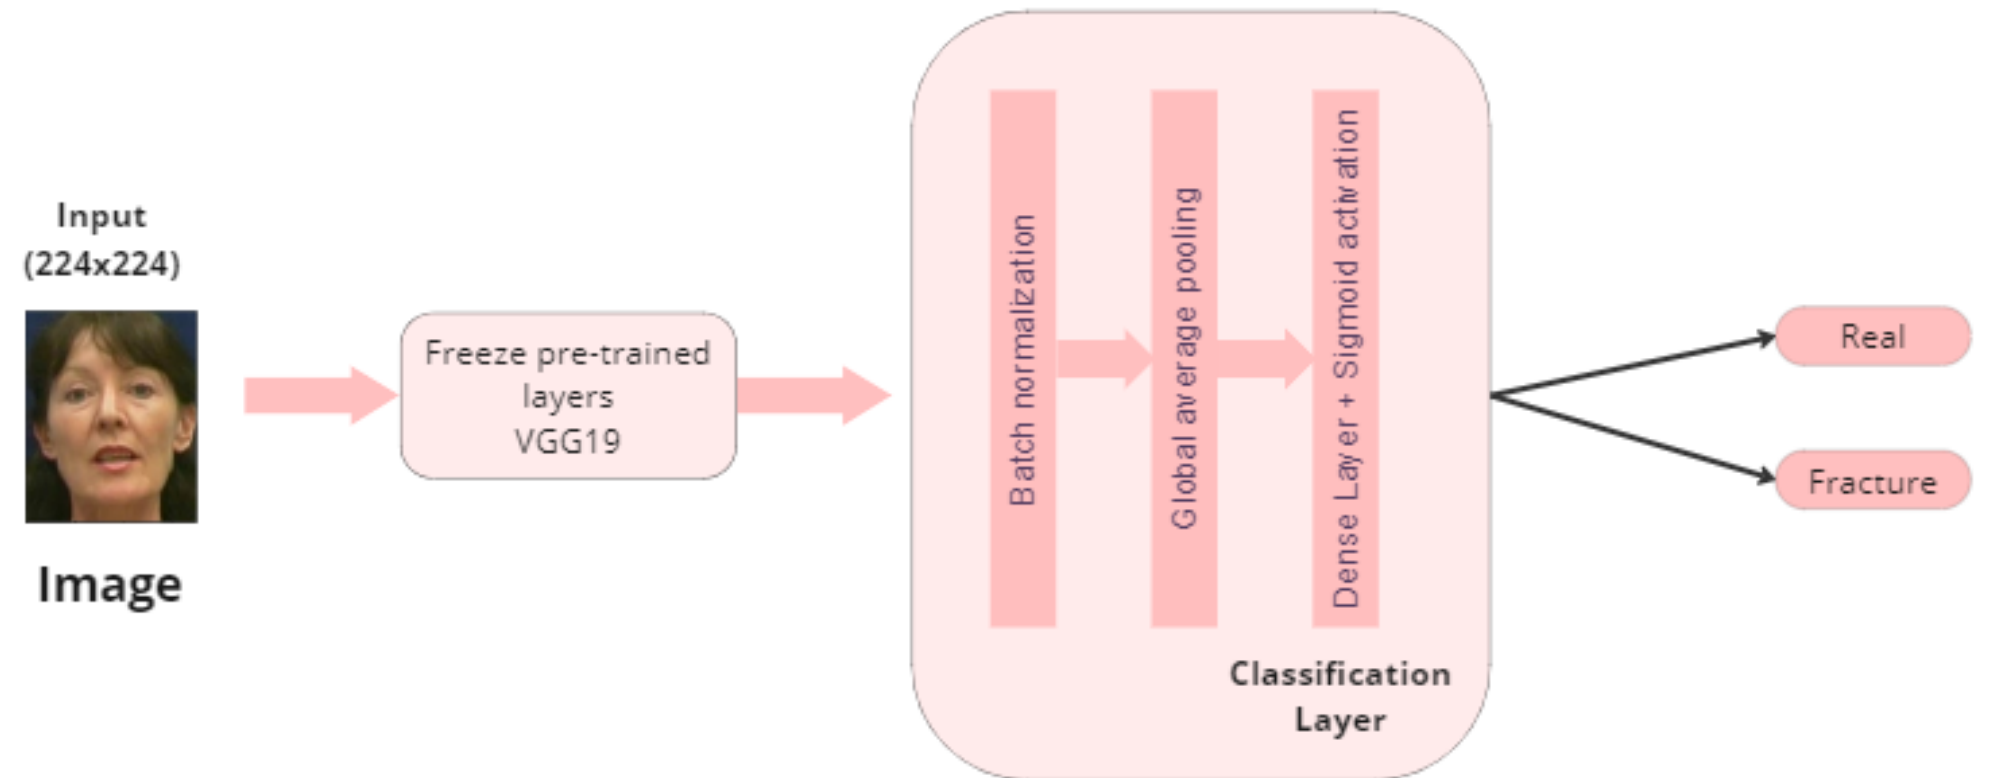 Input
(224x224)
Image
Freeze pre-trained
layers
VGG19
Batch normalization
Global average pooling
Dense Layer + Sigmoid activation
Classification
Layer
Real
Fracture